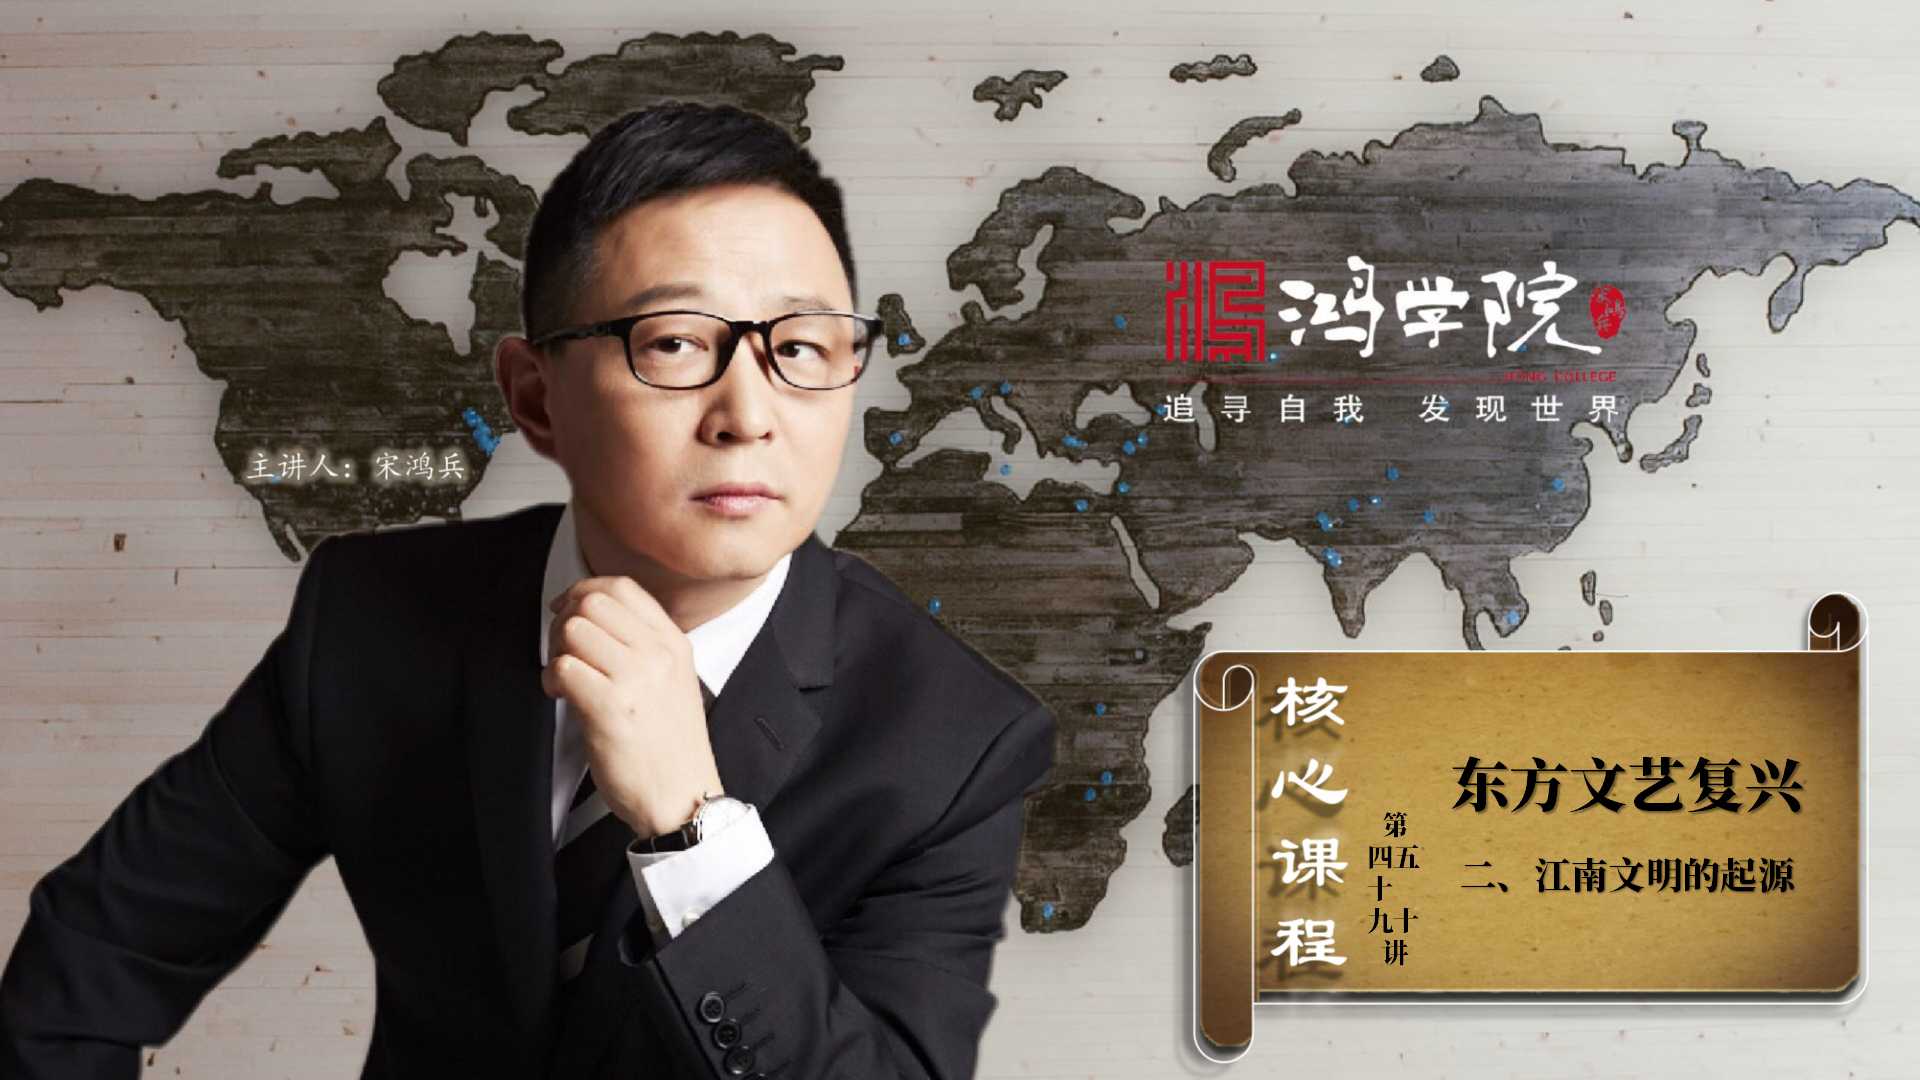 鸿学院
HONG COLLEGE
追寻自我 发现世界
主讲人：宋鸿兵
核心课程
第
四五
十
九十
讲
东方文艺复兴
二、江南文明的起源